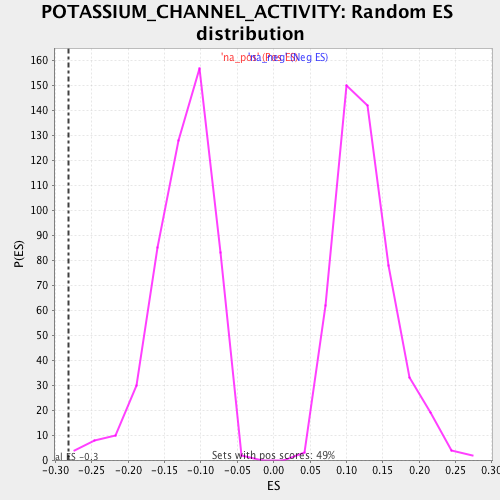 POTASSIUM_CHANNEL_ACTIVITY: Random ES
distribution
'na_pos' (Pos ES) 'na_neg' (Neg ES)
160
150
140
130
120
110
100
90
80
70
60
50
40
30
20
10
0
P(ES)
al ES -0.3
Sets with pos scores: 49%
-0.30 -0.25 -0.20 -0.15 -0.10 -0.05 0.00 0.05 0.10 0.15 0.20 0.25 0.30
ES